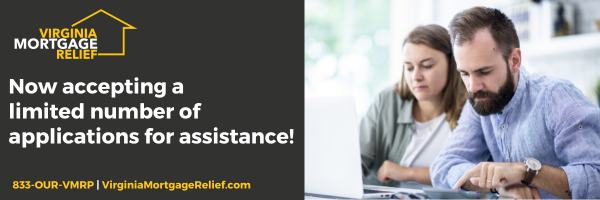 VIRGINIA
MORTGAGE
RELIEF
Now accepting a
limited number of
applications for assistance!
833-OUR-VMRP | VirginiaMortgageRelief.com